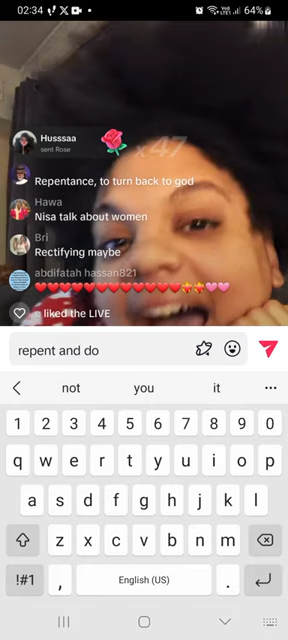 02:34
64%
Husssaa
sent Rose
x 47
Repentance, to turn back to god
Hawa
Nisa talk about women
Bri
Rectifying maybe
abdifatah hassan821
liked the LIVE
repent and do
not you it
1 2 3 4 5 6 7 8 9 0
q w e r t y u i o p
a s d f g h j k l
z x c v b n m
!#1 , English (US) .